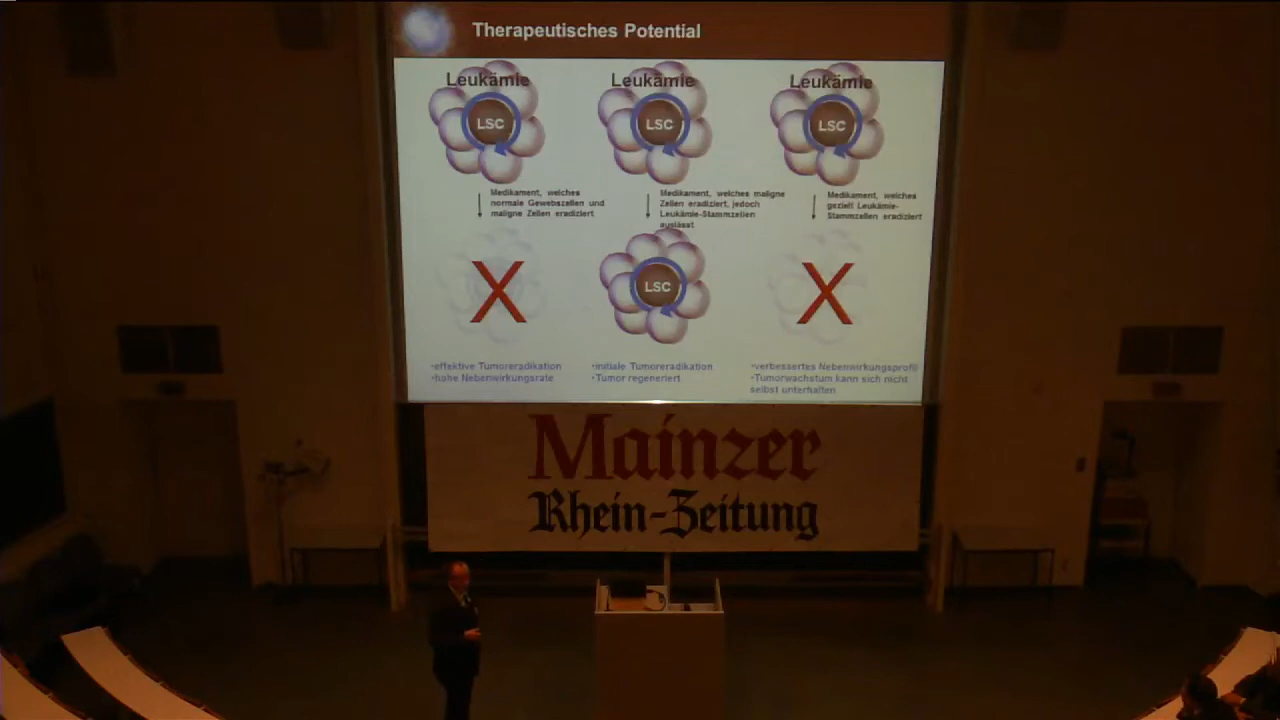 Therapeutisches Potential
Leukämie
LSC
Medikament, welches
normale Gewebszellen und
maligne Zellen eradiziert
X
•effektive Tumoreradikation
•hohe Nebenwirkungsrate
Leukämie
LSC
Medikament, welches maligne
Zellen eradiziert, jedoch
Leukämie-Stammzellen
auslässt
LSC
•initiale Tumoreradikation
•Tumor regeneriert
Leukämie
LSC
Medikament, welches
gezielt Leukämie-
Stammzellen eradiziert
X
•verbessertes Nebenwirkungsprofil
•Tumorwachstum kann sich nicht
selbst unterhalten
Mainzer
Rhein-Zeitung